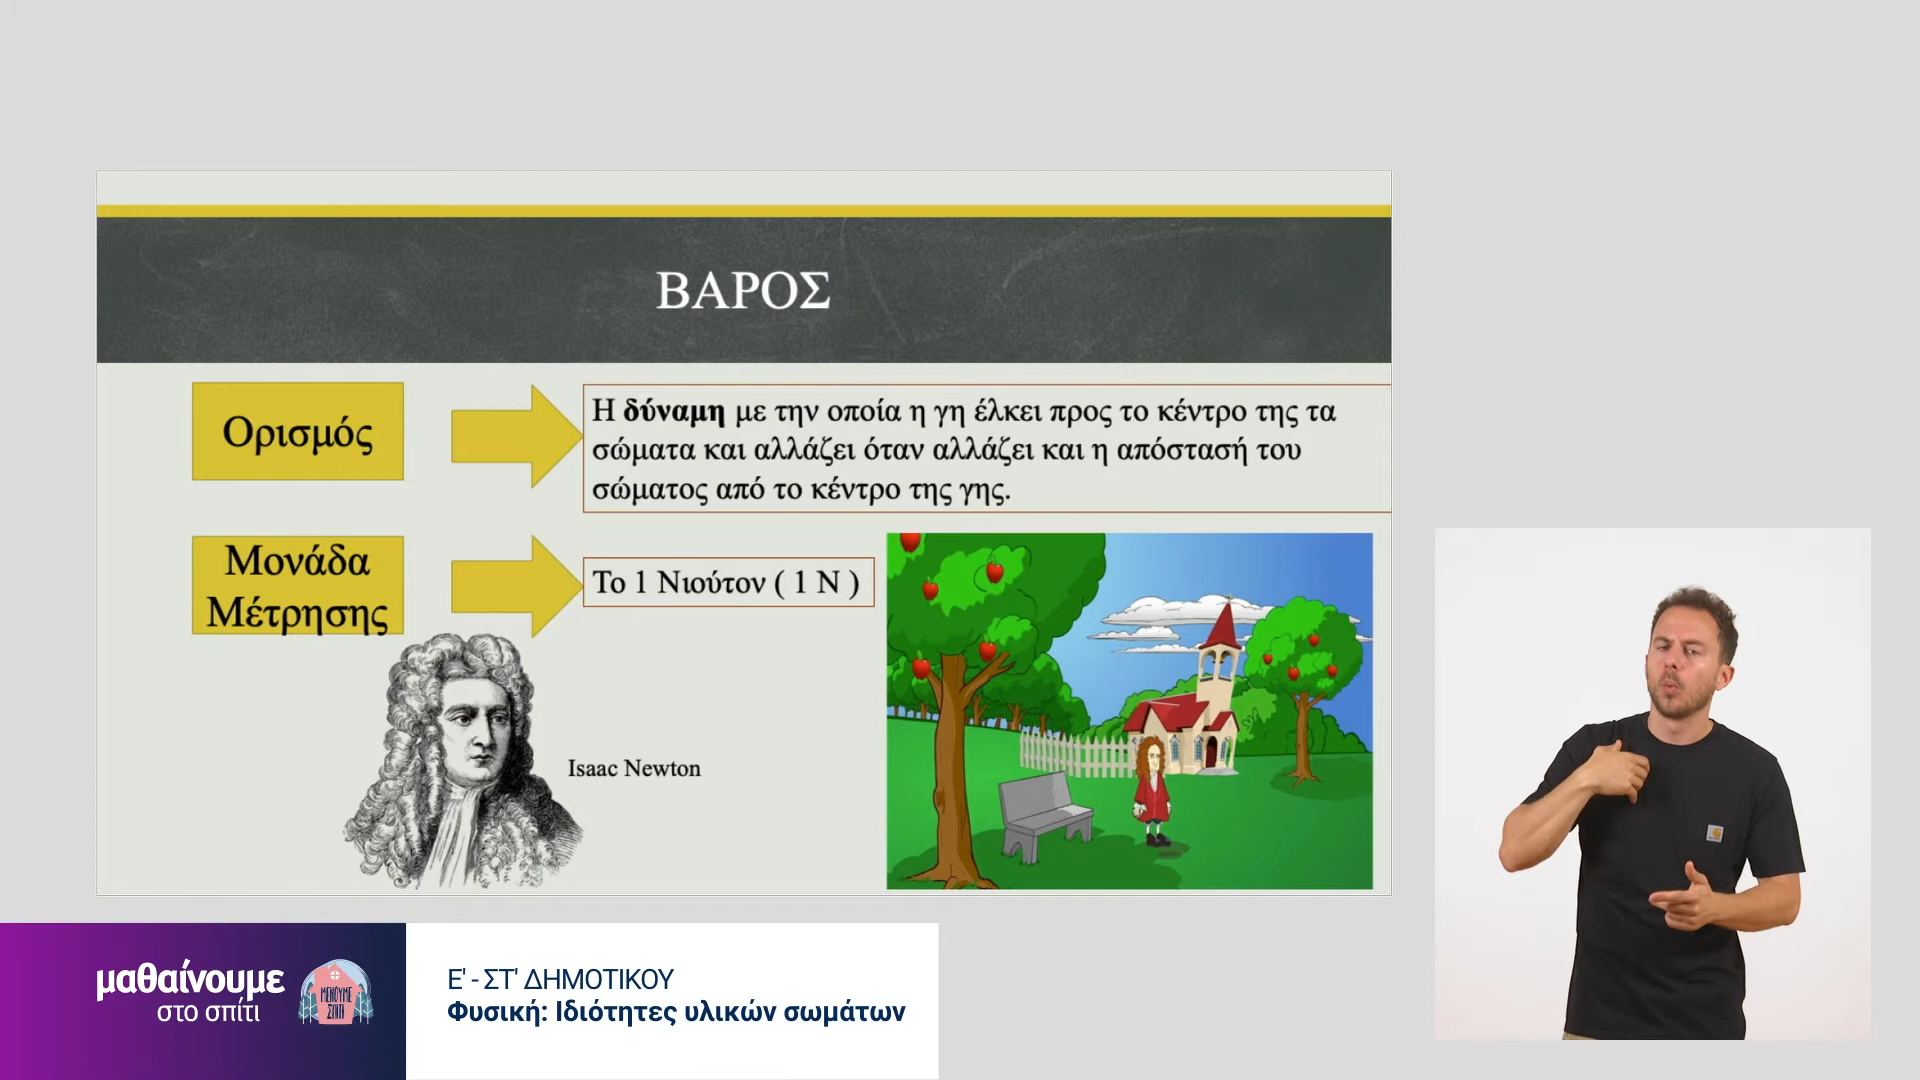 ΒΑΡΟΣ
Ορισμός
Η δύναμη με την οποία η γη έλκει προς το κέντρο της τα
σώματα και αλλάζει όταν αλλάζει και η απόστασή του
σώματος από το κέντρο της γης.
Μονάδα
Μέτρησης
Το 1 Νιούτον ( 1 Ν )
Isaac Newton
μαθαίνουμε
στο σπίτι
ΜΕΝΟΥΜΕ
ΣΠΙΤΙ
Ε' - ΣΤ' ΔΗΜΟΤΙΚΟΥ
Φυσική: Ιδιότητες υλικών σωμάτων